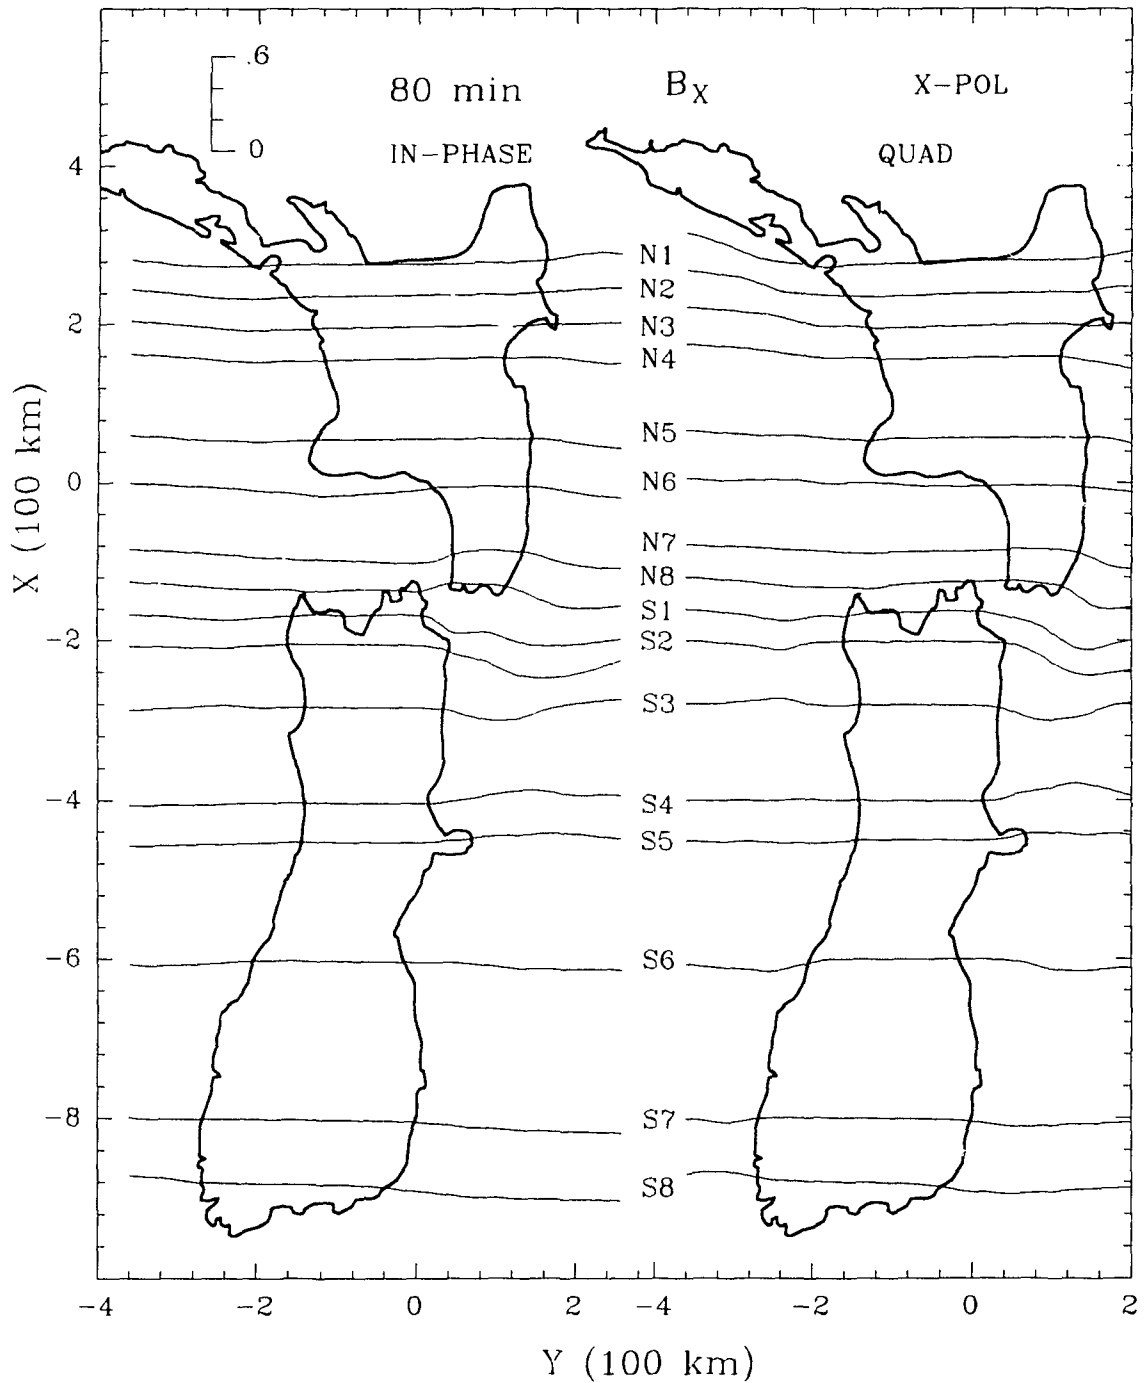 .6
80 min
B_X
X-POL
0
IN-PHASE
QUAD
4
N1
N2
2
N3
N4
N5
0
N6
N7
N8
S1
-2
S2
S3
-4
S4
S5
-6
S6
-8
S7
S8
X (100 km)
-4
-2
0
2
-4
-2
0
2
Y (100 km)